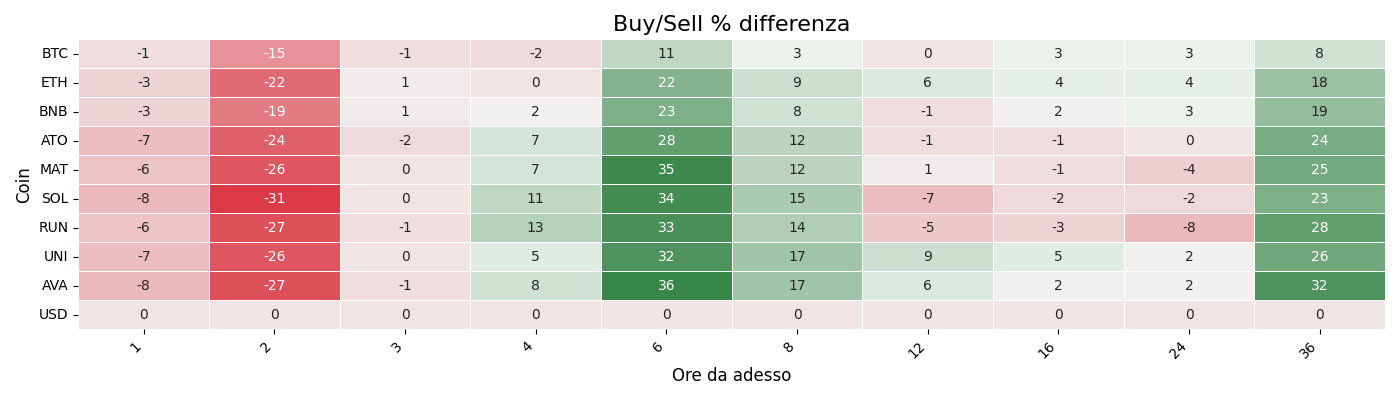 Buy/Sell % differenza
Coin
BTC -1 -15 -1 -2 11 3 0 3 3 8
ETH -3 -22 1 0 22 9 6 4 4 18
BNB -3 -19 1 2 23 8 -1 2 3 19
ATO -7 -24 -2 7 28 12 -1 -1 0 24
MAT -6 -26 0 7 35 12 1 -1 -4 25
SOL -8 -31 0 11 34 15 -7 -2 -2 23
RUN -6 -27 -1 13 33 14 -5 -3 -8 28
UNI -7 -26 0 5 32 17 9 5 2 26
AVA -8 -27 -1 8 36 17 6 2 2 32
USD 0 0 0 0 0 0 0 0 0 0
1 2 3 4 6 8 12 16 24 36
Ore da adesso